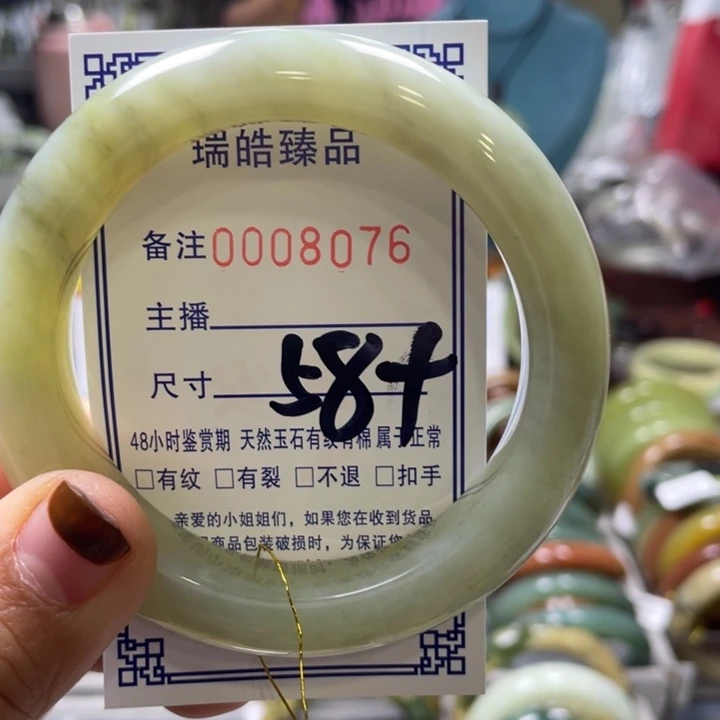 瑞皓臻品
备注0008076
主播
尺寸 58+
48小时鉴赏期 天然玉石有纹有棉 属于正常
□有纹 □有裂 □不退 □扣手
亲爱的小姐姐们,如果您在收到货品
商品包装破损时,为保证您